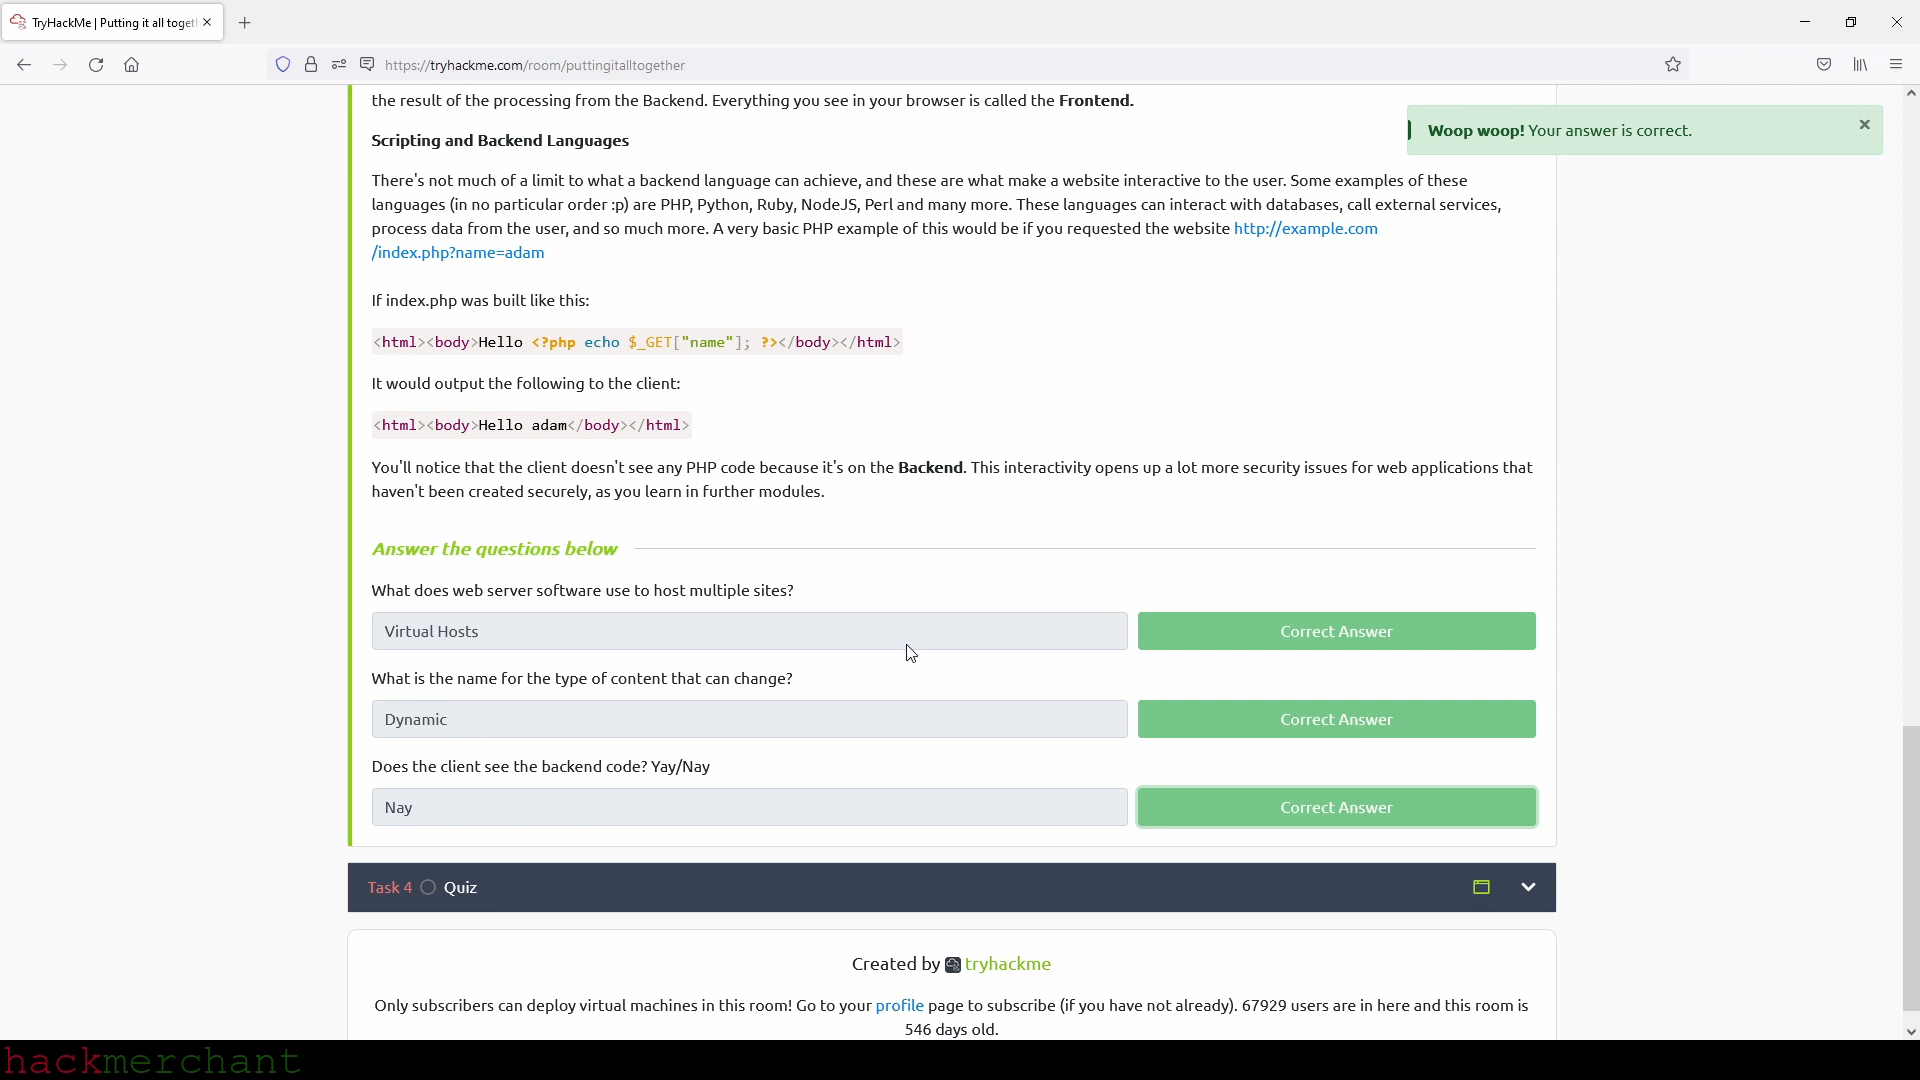 TryHackMe | Putting it all togeth
https://tryhackme.com/room/puttingitalltogether
the result of the processing from the Backend. Everything you see in your browser is called the Frontend.
Woop woop! Your answer is correct.
Scripting and Backend Languages
There's not much of a limit to what a backend language can achieve, and these are what make a website interactive to the user. Some examples of these
languages (in no particular order :p) are PHP, Python, Ruby, NodeJS, Perl and many more. These languages can interact with databases, call external services,
process data from the user, and so much more. A very basic PHP example of this would be if you requested the website http://example.com
/index.php?name=adam
If index.php was built like this:
<html><body>Hello <?php echo $_GET["name"]; ?></body></html>
It would output the following to the client:
<html><body>Hello adam</body></html>
You'll notice that the client doesn't see any PHP code because it's on the Backend. This interactivity opens up a lot more security issues for web applications that
haven't been created securely, as you learn in further modules.
Answer the questions below
What does web server software use to host multiple sites?
Virtual Hosts
Correct Answer
What is the name for the type of content that can change?
Dynamic
Correct Answer
Does the client see the backend code? Yay/Nay
Nay
Correct Answer
Task 4 Quiz
Created by tryhackme
Only subscribers can deploy virtual machines in this room! Go to your profile page to subscribe (if you have not already). 67929 users are in here and this room is
546 days old.
hackmerchant